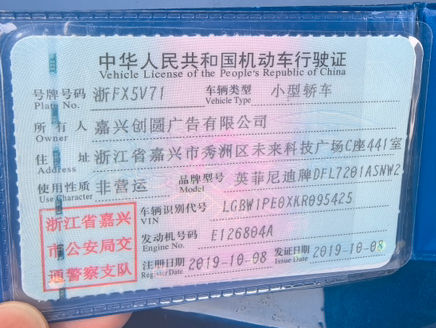 中华人民共和国机动车行驶证
Vehicle License of the People's Republic of China
号牌号码 浙FX5V71 车辆类型 小型轿车
Plate No. Vehicle Type
所有人 嘉兴创圆广告有限公司
Owner
住址 浙江省嘉兴市秀洲区未来科技广场C座441室
Address
使用性质 非营运 品牌型号 英菲尼迪牌DFL7201ASNW2
Use Character Model
浙江省嘉兴
市公安局交
通警察支队
车辆识别代号 LGBW1PE0XKR095425
VIN
发动机号码 E126804A
Engine No.
注册日期 2019-10-08 发证日期 2019-10-08
Register Date Issue Date